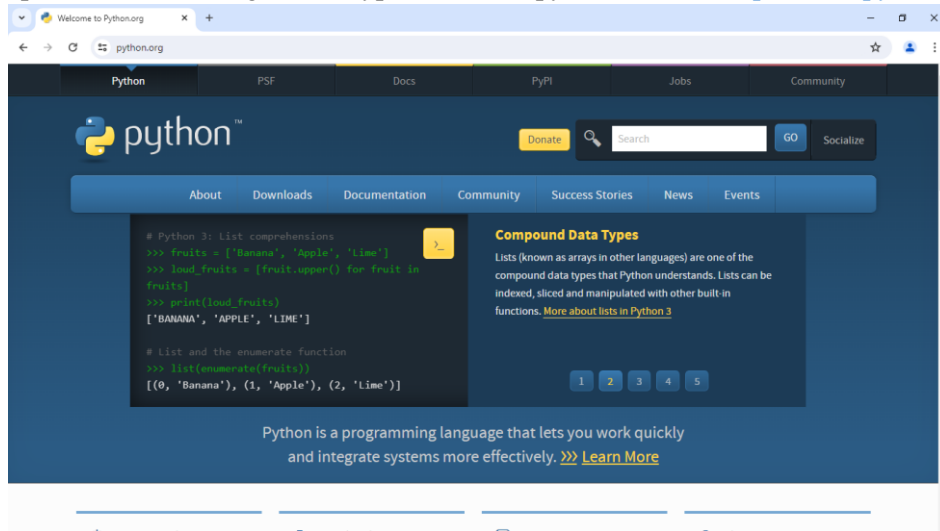 Welcome to Python.org
python.org
Python PSF Docs PyPI Jobs Community
python™
Donate Search GO Socialize
About Downloads Documentation Community Success Stories News Events
# Python 3: List comprehensions
>>> fruits = ['Banana', 'Apple', 'Lime']
>>> loud_fruits = [fruit.upper() for fruit in
fruits]
>>> print(loud_fruits)
['BANANA', 'APPLE', 'LIME']
# List and the enumerate function
>>> list(enumerate(fruits))
[(0, 'Banana'), (1, 'Apple'), (2, 'Lime')]
>_
Compound Data Types
Lists (known as arrays in other languages) are one of the
compound data types that Python understands. Lists can be
indexed, sliced and manipulated with other built-in
functions. More about lists in Python 3
1 2 3 4 5
Python is a programming language that lets you work quickly
and integrate systems more effectively. >>> Learn More